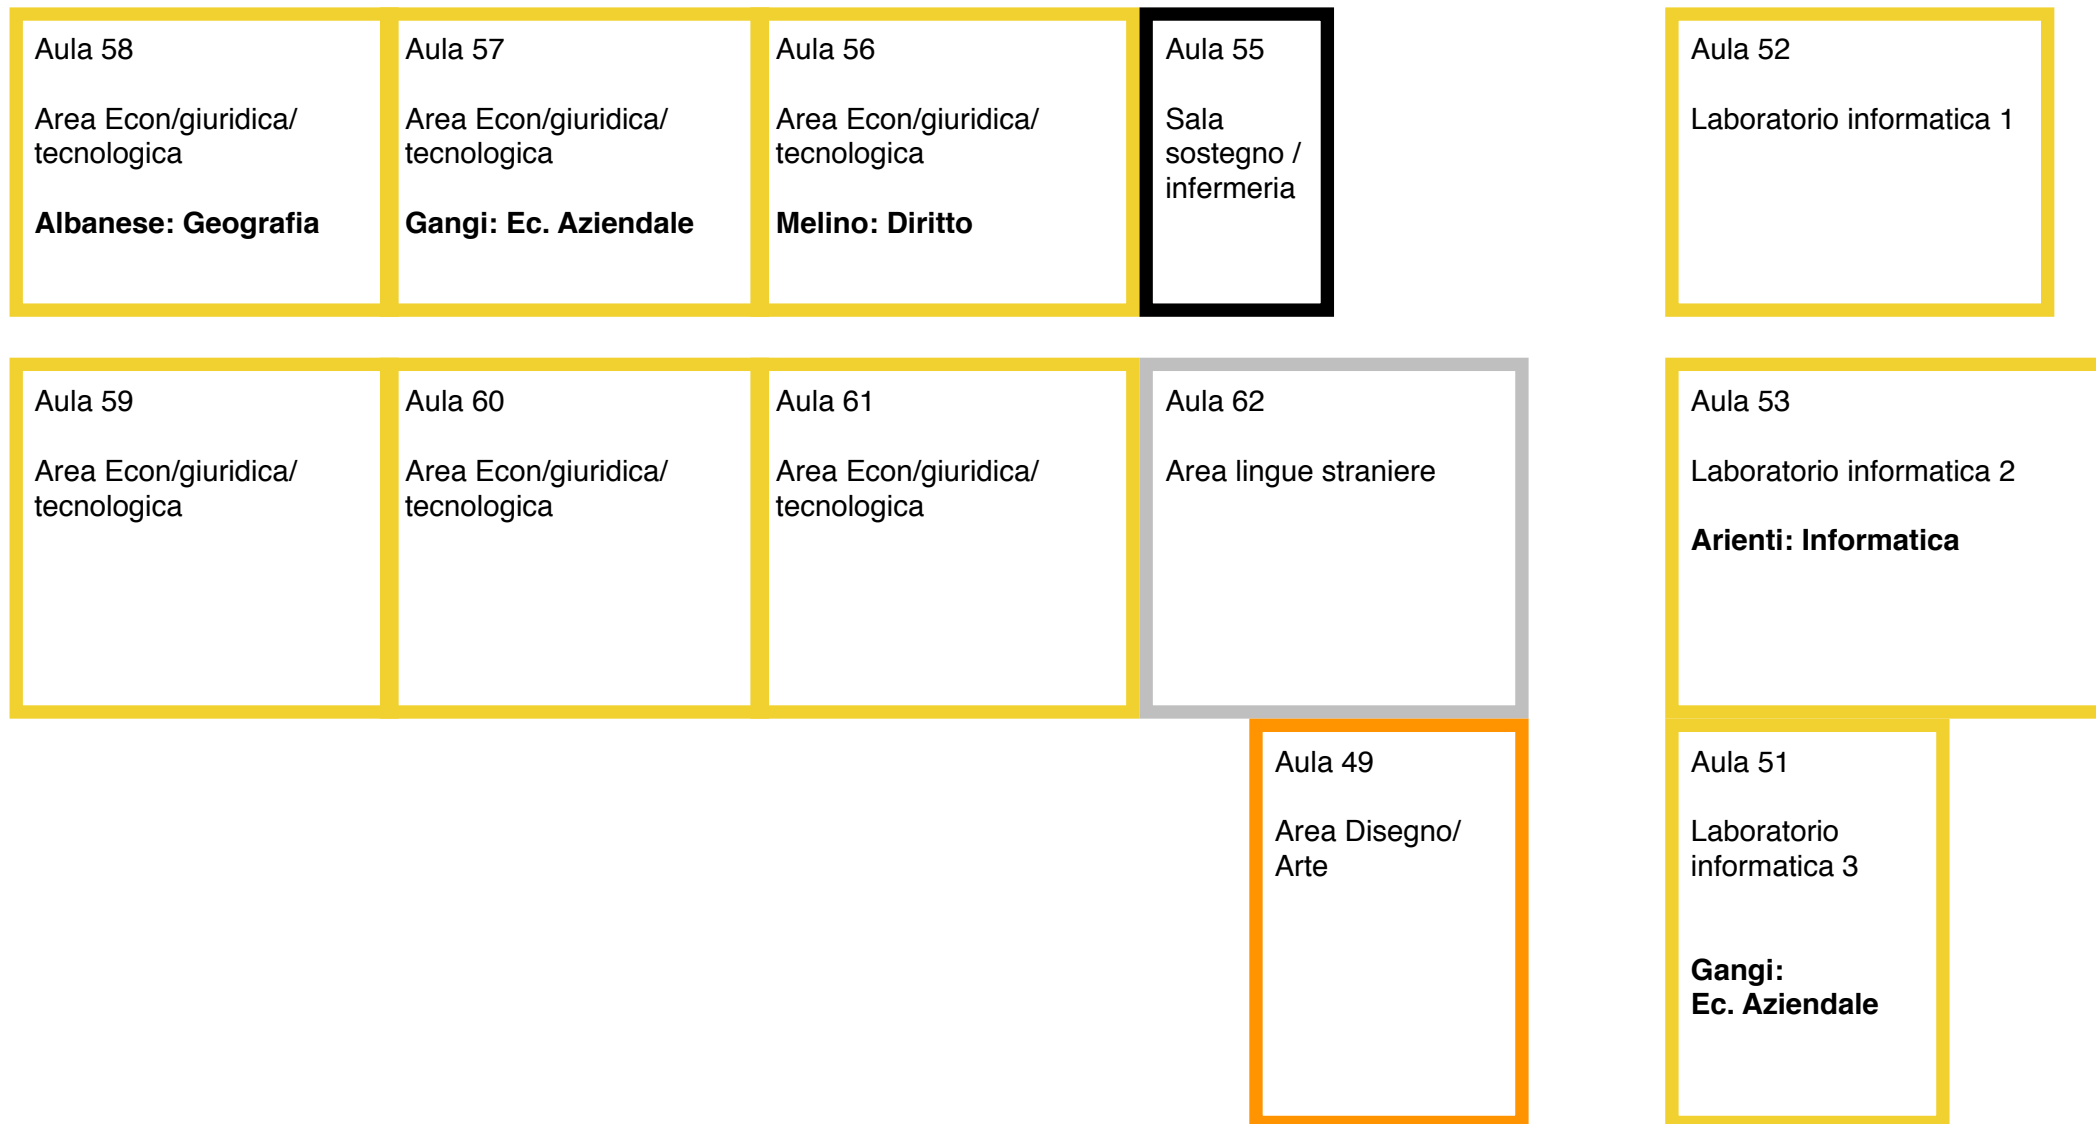 Aula 58
Area Econ/giuridica/
tecnologica
Albanese: Geografia
Aula 57
Area Econ/giuridica/
tecnologica
Gangi: Ec. Aziendale
Aula 56
Area Econ/giuridica/
tecnologica
Melino: Diritto
Aula 55
Sala
sostegno /
infermeria
Aula 52
Laboratorio informatica 1
Aula 59
Area Econ/giuridica/
tecnologica
Aula 60
Area Econ/giuridica/
tecnologica
Aula 61
Area Econ/giuridica/
tecnologica
Aula 62
Area lingue straniere
Aula 53
Laboratorio informatica 2
Arienti: Informatica
Aula 49
Area Disegno/
Arte
Aula 51
Laboratorio
informatica 3
Gangi:
Ec. Aziendale